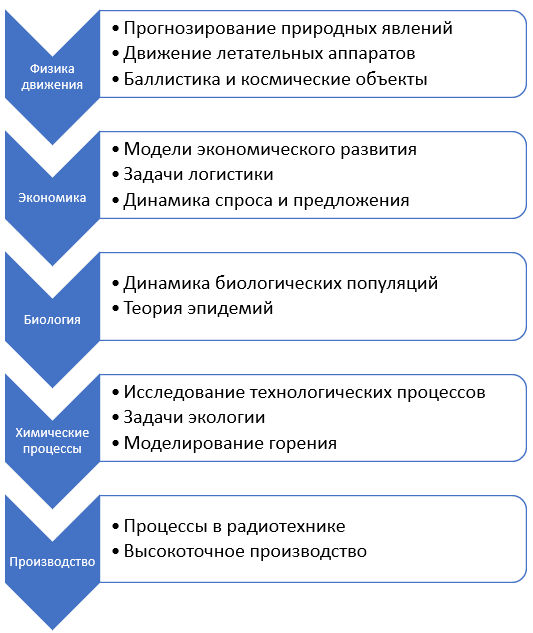 Физика
движения
• Прогнозирование природных явлений
• Движение летательных аппаратов
• Баллистика и космические объекты
Экономика
• Модели экономического развития
• Задачи логистики
• Динамика спроса и предложения
Биология
• Динамика биологических популяций
• Теория эпидемий
Химические
процессы
• Исследование технологических процессов
• Задачи экологии
• Моделирование горения
Производство
• Процессы в радиотехнике
• Высокоточное производство